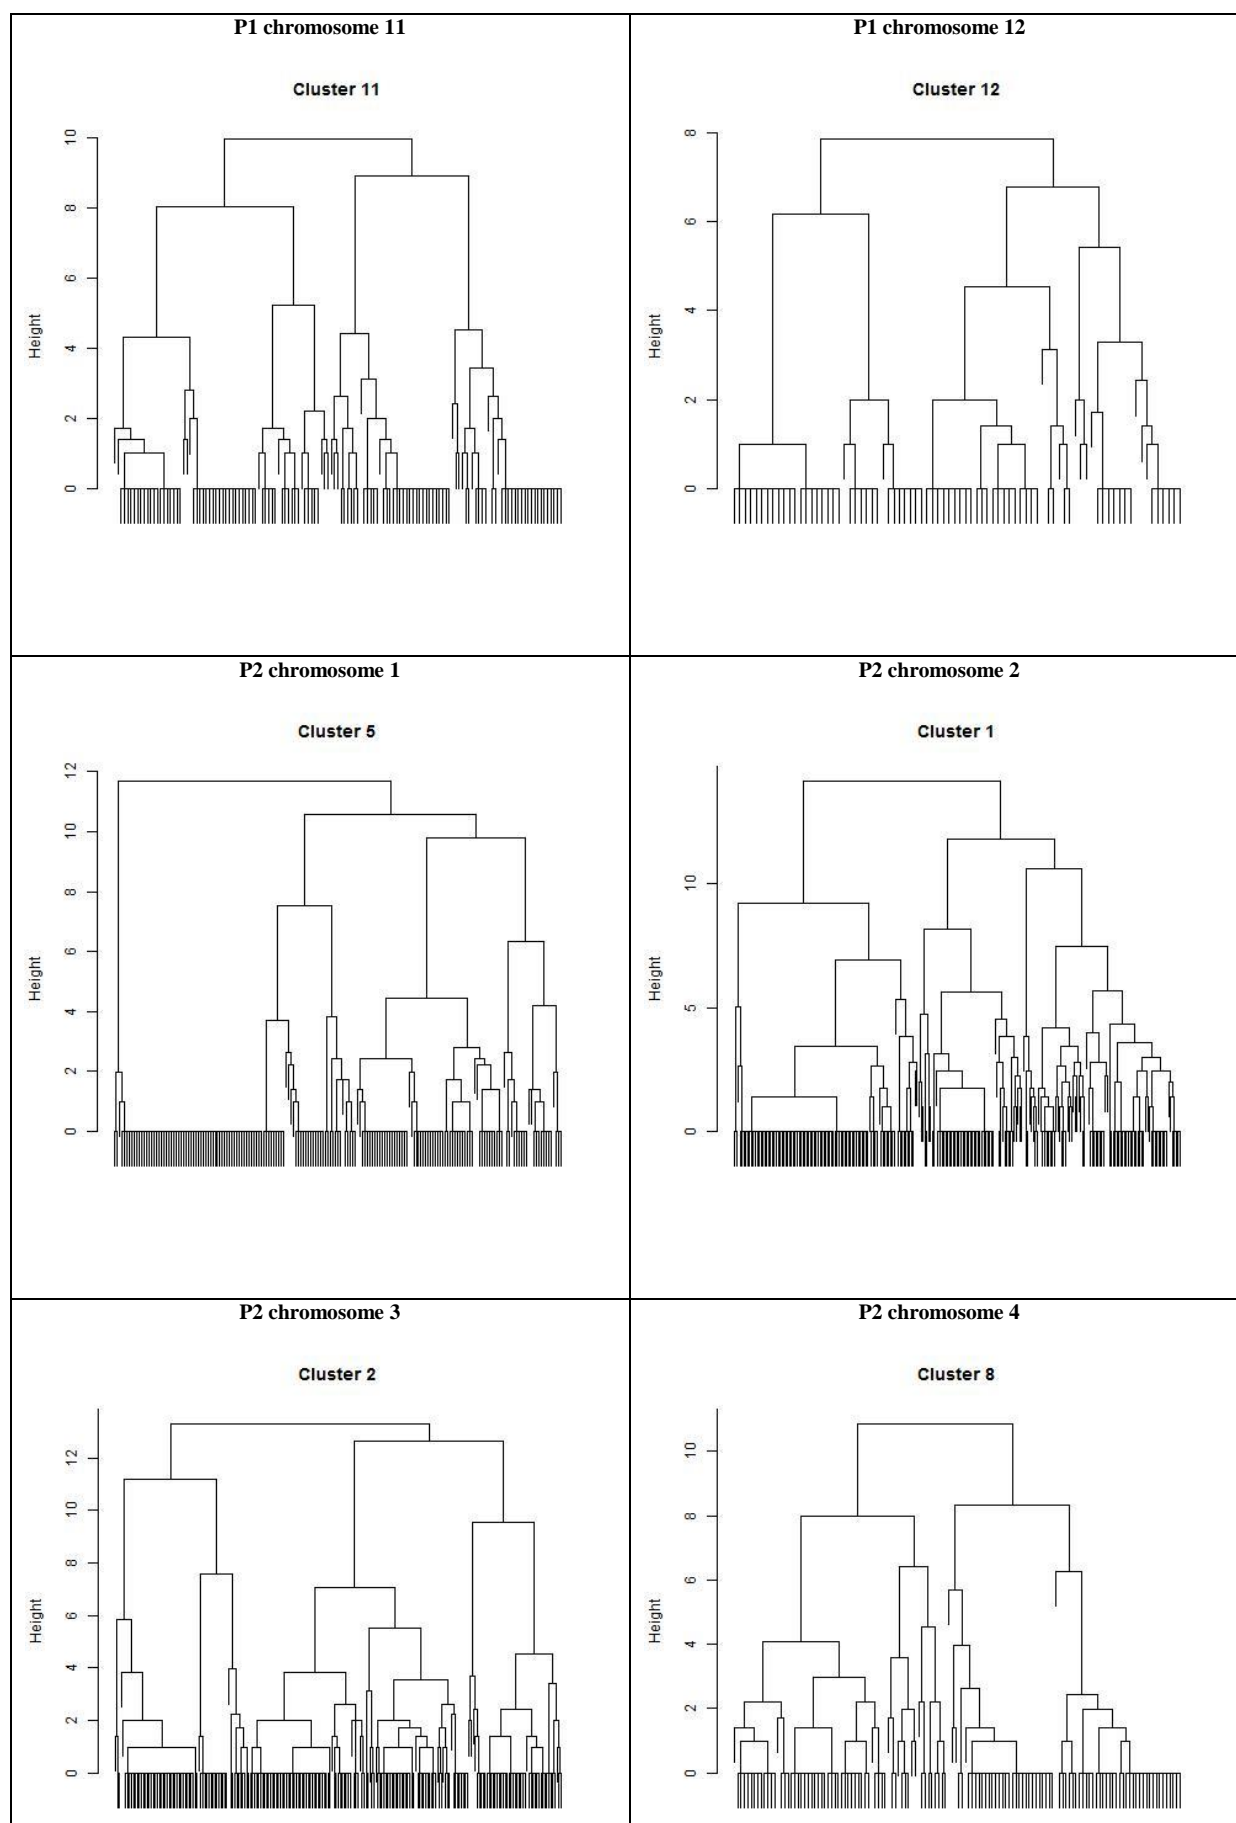 P1 chromosome 11
P1 chromosome 12
Cluster 11
Cluster 12
Height
10
8
6
4
2
0
Height
8
6
4
2
0
P2 chromosome 1
P2 chromosome 2
Cluster 5
Cluster 1
Height
12
10
8
6
4
2
0
Height
10
5
0
P2 chromosome 3
P2 chromosome 4
Cluster 2
Cluster 8
Height
12
10
8
6
4
2
0
Height
10
8
6
4
2
0